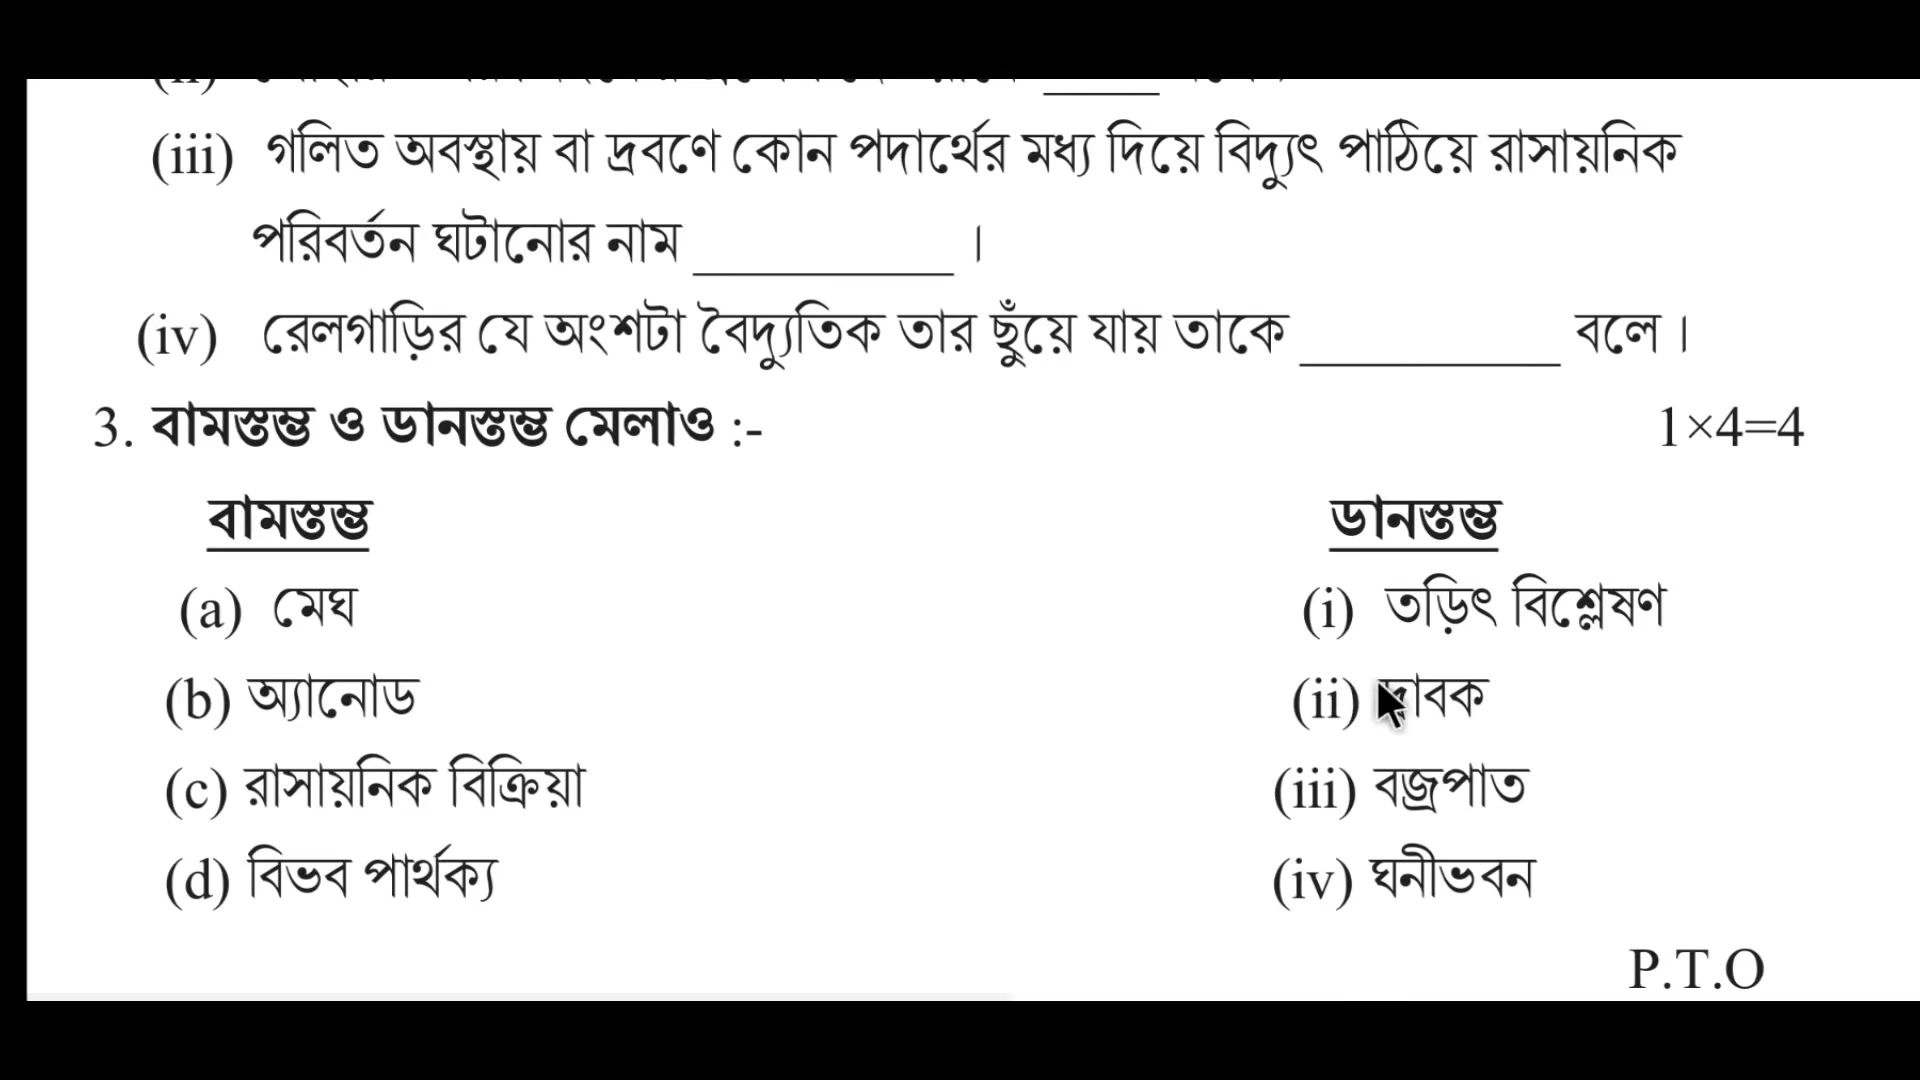 (iii) গলিত অবস্থায় বা দ্রবণে কোন পদার্থের মধ্য দিয়ে বিদ্যুৎ পাঠিয়ে রাসায়নিক
পরিবর্তন ঘটানোর নাম __________ ।
(iv) রেলগাড়ির যে অংশটা বৈদ্যুতিক তার ছুঁয়ে যায় তাকে __________ বলে ।
3. বামস্তম্ভ ও ডানস্তম্ভ মেলাও :- 1×4=4
বামস্তম্ভ ডানস্তম্ভ
(a) মেঘ (i) তড়িৎ বিশ্লেষণ
(b) অ্যানোড (ii)
(c) রাসায়নিক বিক্রিয়া (iii) বজ্রপাত
(d) বিভব পার্থক্য (iv) ঘনীভবন
P.T.O